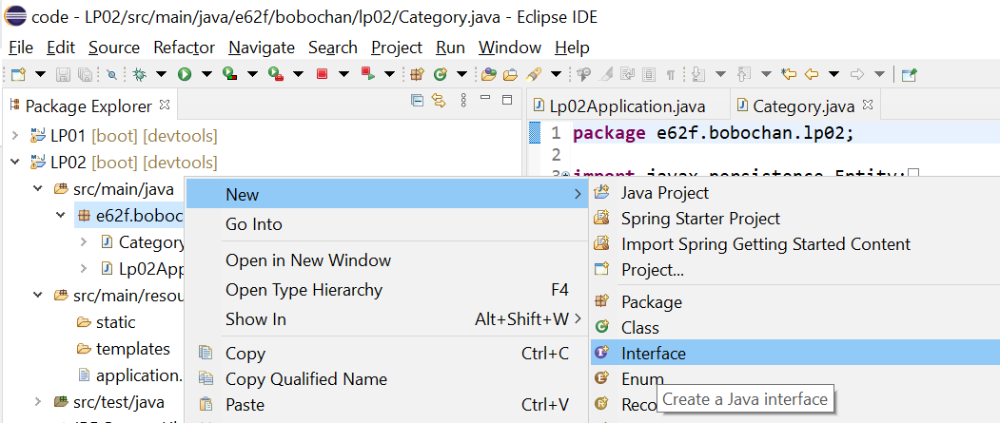 code - LP02/src/main/java/e62f/bobochan/lp02/Category.java - Eclipse IDE
File Edit Source Refactor Navigate Search Project Run Window Help
Package Explorer
Lp02Application.java
Category.java
LP01 [boot] [devtools]
LP02 [boot] [devtools]
src/main/java
e62f.boboc
Category
Lp02App
src/main/resou
static
templates
application.
src/test/java
1 package e62f.bobochan.lp02;
2
3 import javax.persistence.Entity;
New
Go Into
Open in New Window
Open Type Hierarchy F4
Show In Alt+Shift+W
Copy Ctrl+C
Copy Qualified Name
Paste Ctrl+V
Java Project
Spring Starter Project
Import Spring Getting Started Content
Project...
Package
Class
Interface
Enum
Reco
Create a Java interface